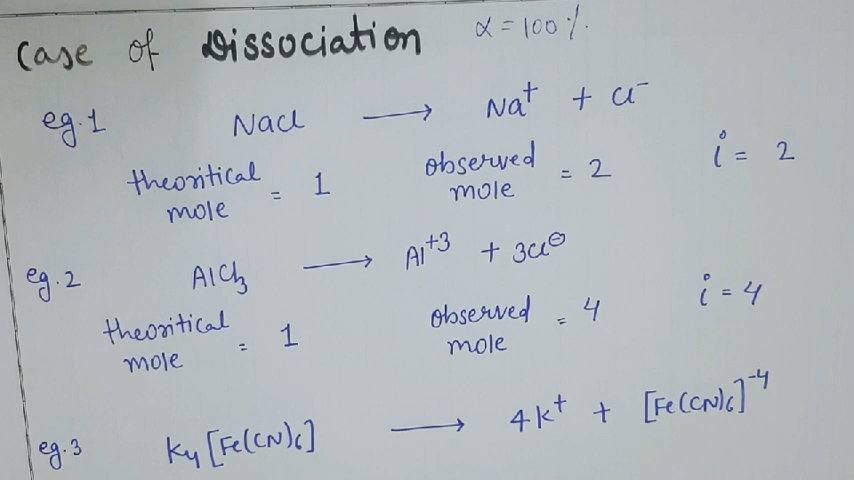 Case of Dissociation α = 100%.
eg.1 NaCl ⟶ Na⁺ + Cl⁻
theoritical mole = 1 observed mole = 2 i = 2
eg.2 AlCl₃ ⟶ Al⁺³ + 3Cl⊖
theoritical mole = 1 observed mole = 4 i = 4
eg.3 K₄[Fe(CN)₆] ⟶ 4K⁺ + [Fe(CN)₆]⁻⁴